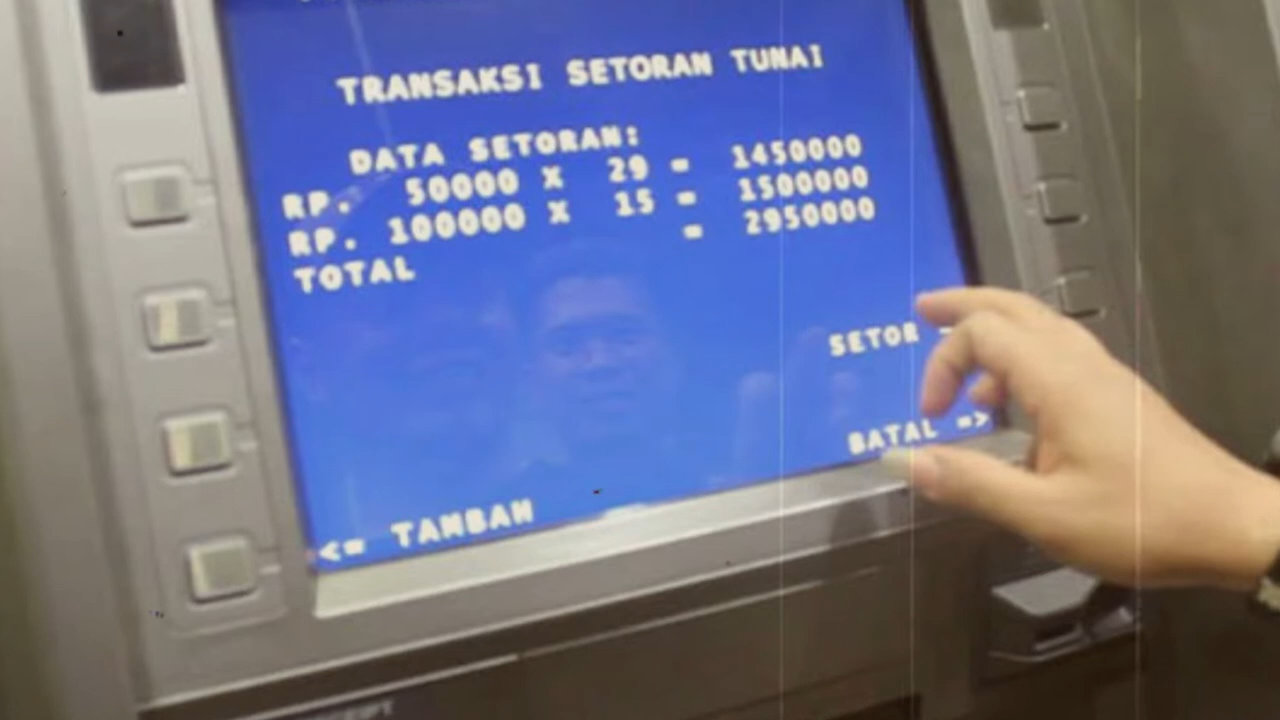 TRANSAKSI SETORAN TUNAI
DATA SETORAN:
RP. 50000 X 29 = 1450000
RP. 100000 X 15 = 1500000
TOTAL = 2950000
SETOR
BATAL =>
<= TAMBAH